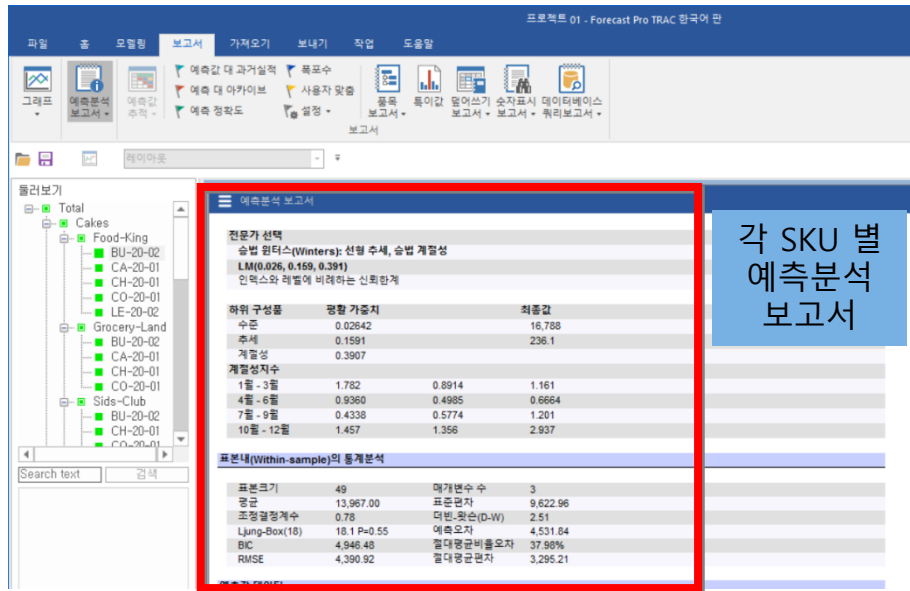 프로젝트 01 - Forecast Pro TRAC 한국어 판
파일 홈 모델링 보고서 가져오기 보내기 작업 도움말
그래프
예측분석 보고서
예측값 추적
예측값 대 과거실적
예측 대 아카이브
예측 정확도
폭포수
사용자 맞춤
설정
품목 보고서
특이값
덮어쓰기 보고서
숫자표시 보고서
데이터베이스 쿼리보고서
보고서
레이아웃
둘러보기
Total
Cakes
Food-King
BU-20-02
CA-20-01
CH-20-01
CO-20-01
LE-20-02
Grocery-Land
BU-20-02
CA-20-01
CH-20-01
CO-20-01
Sids-Club
BU-20-02
CH-20-01
CO-20-01
Search text 검색
예측분석 보고서
전문가 선택
승법 윈터스(Winters): 선형 추세, 승법 계절성
LM(0.026, 0.159, 0.391)
인덱스와 레벨에 비례하는 신뢰한계
하위 구성품 평활 가중치 최종값
수준 0.02642 16,788
추세 0.1591 236.1
계절성 0.3907
계절성지수
1월 - 3월 1.782 0.8914 1.161
4월 - 6월 0.9360 0.4985 0.6664
7월 - 9월 0.4338 0.5774 1.201
10월 - 12월 1.457 1.356 2.937
표본내(Within-sample)의 통계분석
표본크기 49 매개변수 수 3
평균 13,967.00 표준편차 9,622.96
조정결정계수 0.78 더빈-왓슨(D-W) 2.51
Ljung-Box(18) 18.1 P=0.55 예측오차 4,531.84
BIC 4,946.48 절대평균비율오차 37.98%
RMSE 4,390.92 절대평균편차 3,295.21
각 SKU 별
예측분석
보고서